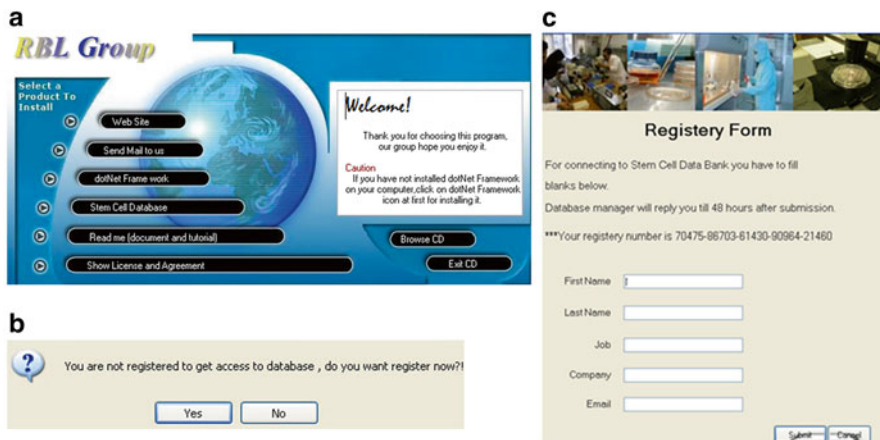 a
RBL Group
Select a
Product To
Install
Web Site
Send Mail to us
dotNet Frame work
Stem Cell Database
Read me (document and tutorial)
Show License and Agreement
Welcome!
Thank you for choosing this program,
our group hope you enjoy it.
Caution
If you have not installed dotNet Framework
on your computer,click on dotNet Framework
icon at first for installing it.
Browse CD
Exit CD
b
You are not registered to get access to database , do you want register now?!
Yes
No
c
Registery Form
For connecting to Stem Cell Data Bank you have to fill
blanks below.
Database manager will reply you till 48 hours after submission.
***Your registery number is 70475-86703-61430-90964-21460
First Name
Last Name
Job
Company
Email
Submit
Cancel